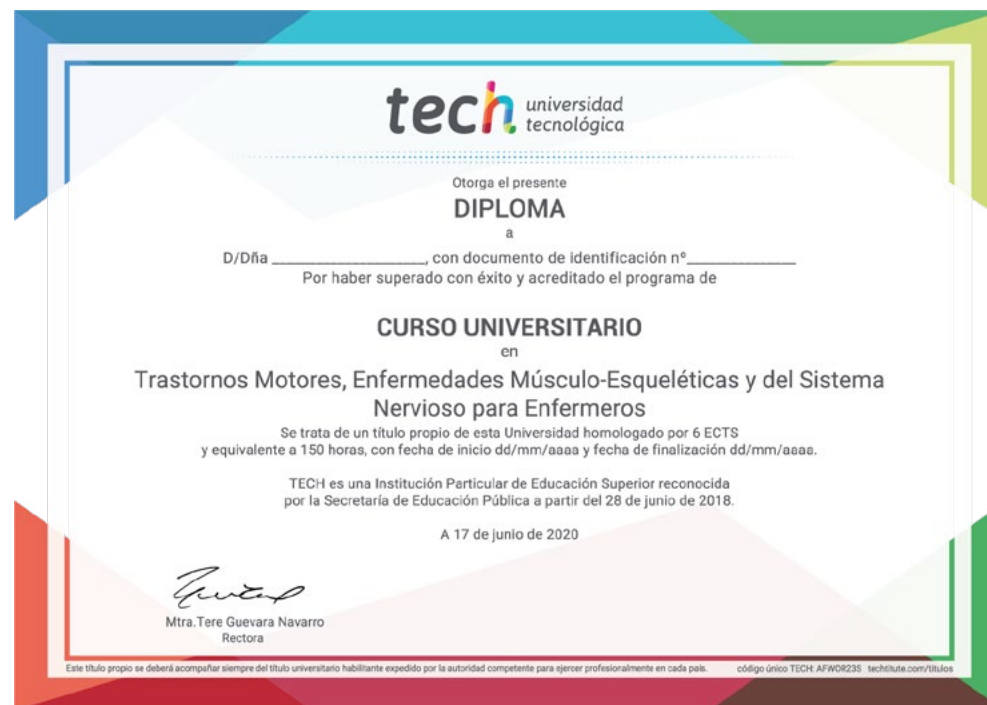 tech universidad
tecnológica
Otorga el presente
DIPLOMA
a
D/Dña ______________________, con documento de identificación nº_______________
Por haber superado con éxito y acreditado el programa de
CURSO UNIVERSITARIO
en
Trastornos Motores, Enfermedades Músculo-Esqueléticas y del Sistema
Nervioso para Enfermeros
Se trata de un título propio de esta Universidad homologado por 6 ECTS
y equivalente a 150 horas, con fecha de inicio dd/mm/aaaa y fecha de finalización dd/mm/aaaa.
TECH es una Institución Particular de Educación Superior reconocida
por la Secretaría de Educación Pública a partir del 28 de junio de 2018.
A 17 de junio de 2020
Mtra.Tere Guevara Navarro
Rectora
Este título propio se deberá acompañar siempre del título universitario habilitante expedido por la autoridad competente para ejercer profesionalmente en cada país. código único TECH: AFWOR23S techtitute.com/titulos